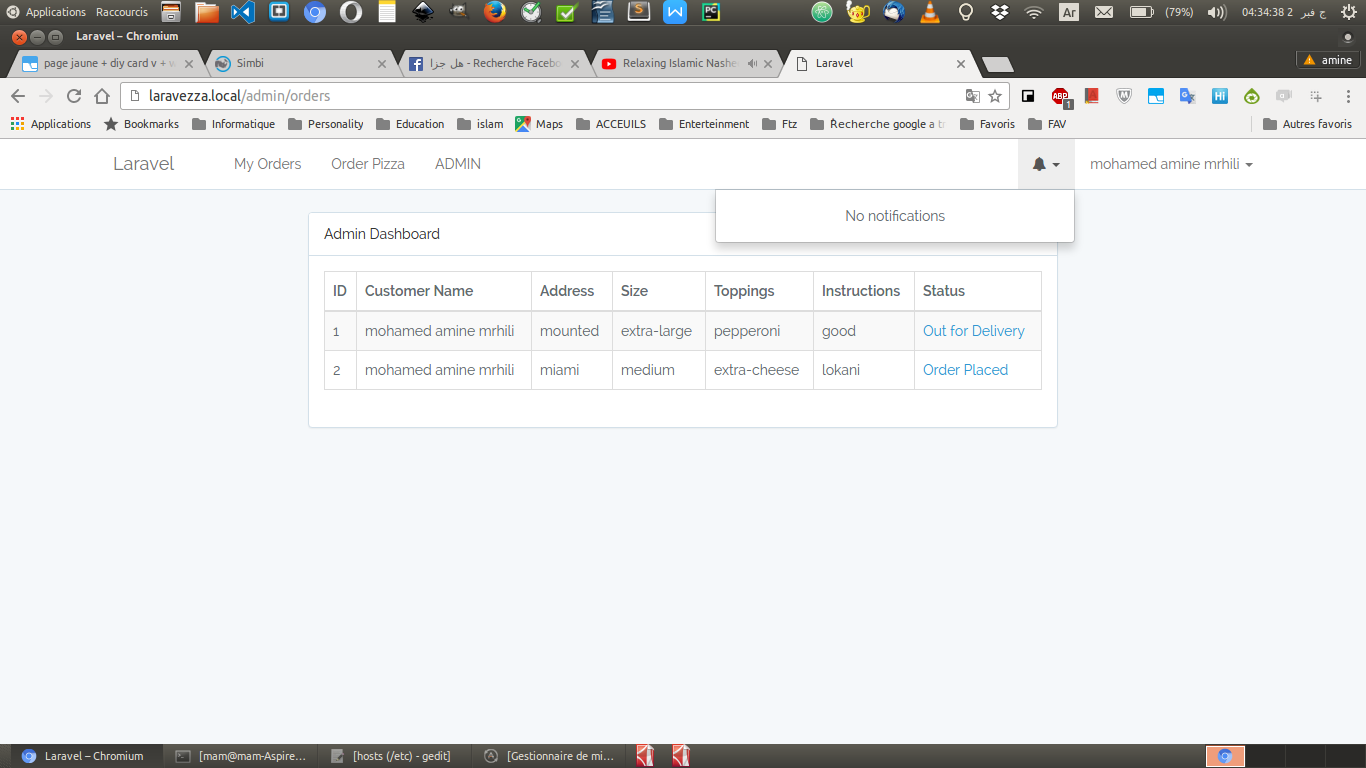 Applications Raccourcis Ar (79%) 04:34:38 2 ج فبر
Laravel – Chromium
page jaune + diy card v + w Simbi هل جزا - Recherche Facebo Relaxing Islamic Nashe Laravel amine
laravezza.local/admin/orders ABP 1 Hi
Applications Bookmarks Informatique Personality Education islam Maps ACCEUILS Enterteinment Ftz Recherche google a tr Favoris FAV Autres favoris
Laravel My Orders Order Pizza ADMIN mohamed amine mrhili
No notifications
Admin Dashboard
ID Customer Name Address Size Toppings Instructions Status
1 mohamed amine mrhili mounted extra-large pepperoni good Out for Delivery
2 mohamed amine mrhili miami medium extra-cheese lokani Order Placed
Laravel – Chromium [mam@mam-Aspire... [hosts (/etc) - gedit] [Gestionnaire de mi...